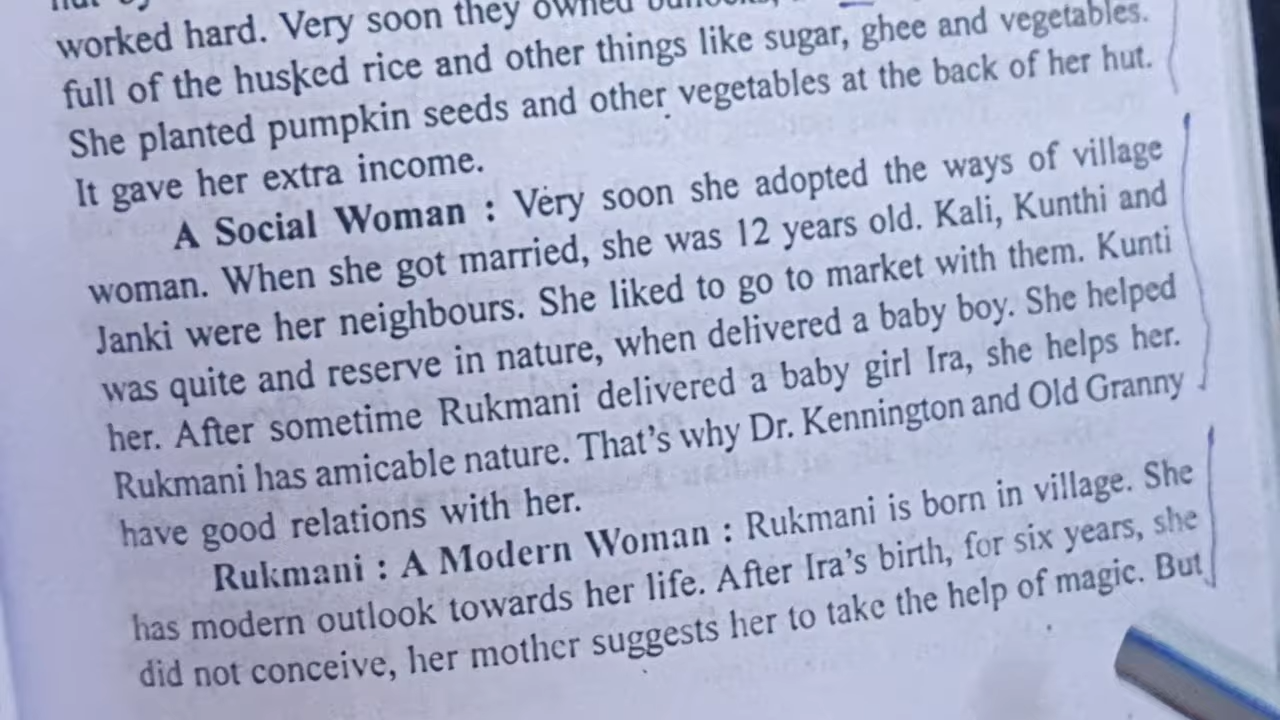 worked hard. Very soon they owned
full of the husked rice and other things like sugar, ghee and vegetables.
She planted pumpkin seeds and other vegetables at the back of her hut.
It gave her extra income.
A Social Woman : Very soon she adopted the ways of village
woman. When she got married, she was 12 years old. Kali, Kunthi and
Janki were her neighbours. She liked to go to market with them. Kunti
was quite and reserve in nature, when delivered a baby boy. She helped
her. After sometime Rukmani delivered a baby girl Ira, she helps her.
Rukmani has amicable nature. That's why Dr. Kennington and Old Granny
have good relations with her.
Rukmani : A Modern Woman : Rukmani is born in village. She
has modern outlook towards her life. After Ira's birth, for six years, she
did not conceive, her mother suggests her to take the help of magic. But